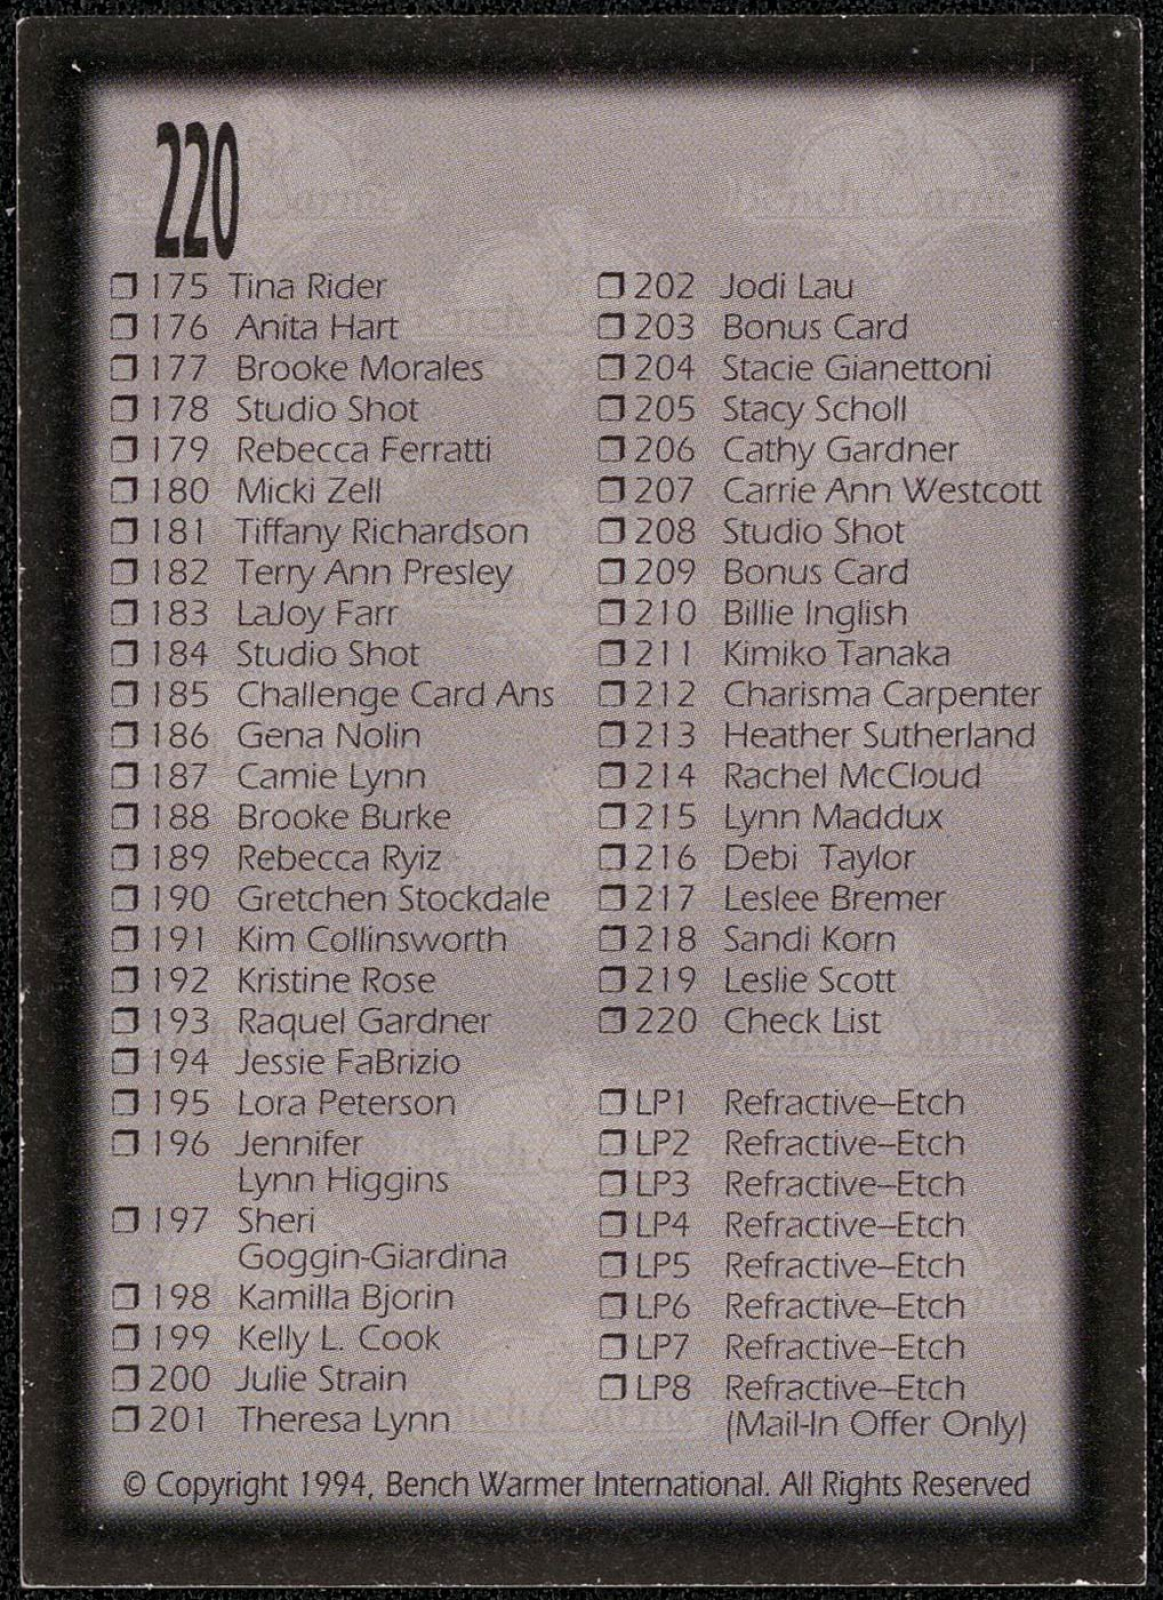 220
175 Tina Rider
176 Anita Hart
177 Brooke Morales
178 Studio Shot
179 Rebecca Ferratti
180 Micki Zell
181 Tiffany Richardson
182 Terry Ann Presley
183 LaJoy Farr
184 Studio Shot
185 Challenge Card Ans
186 Gena Nolin
187 Camie Lynn
188 Brooke Burke
189 Rebecca Ryiz
190 Gretchen Stockdale
191 Kim Collinsworth
192 Kristine Rose
193 Raquel Gardner
194 Jessie FaBrizio
195 Lora Peterson
196 Jennifer
Lynn Higgins
197 Sheri
Goggin-Giardina
198 Kamilla Bjorin
199 Kelly L. Cook
200 Julie Strain
201 Theresa Lynn
202 Jodi Lau
203 Bonus Card
204 Stacie Gianettoni
205 Stacy Scholl
206 Cathy Gardner
207 Carrie Ann Westcott
208 Studio Shot
209 Bonus Card
210 Billie Inglish
211 Kimiko Tanaka
212 Charisma Carpenter
213 Heather Sutherland
214 Rachel McCloud
215 Lynn Maddux
216 Debi Taylor
217 Leslee Bremer
218 Sandi Korn
219 Leslie Scott
220 Check List
LP1 Refractive–Etch
LP2 Refractive–Etch
LP3 Refractive–Etch
LP4 Refractive–Etch
LP5 Refractive–Etch
LP6 Refractive–Etch
LP7 Refractive–Etch
LP8 Refractive–Etch
(Mail-In Offer Only)
© Copyright 1994, Bench Warmer International. All Rights Reserved